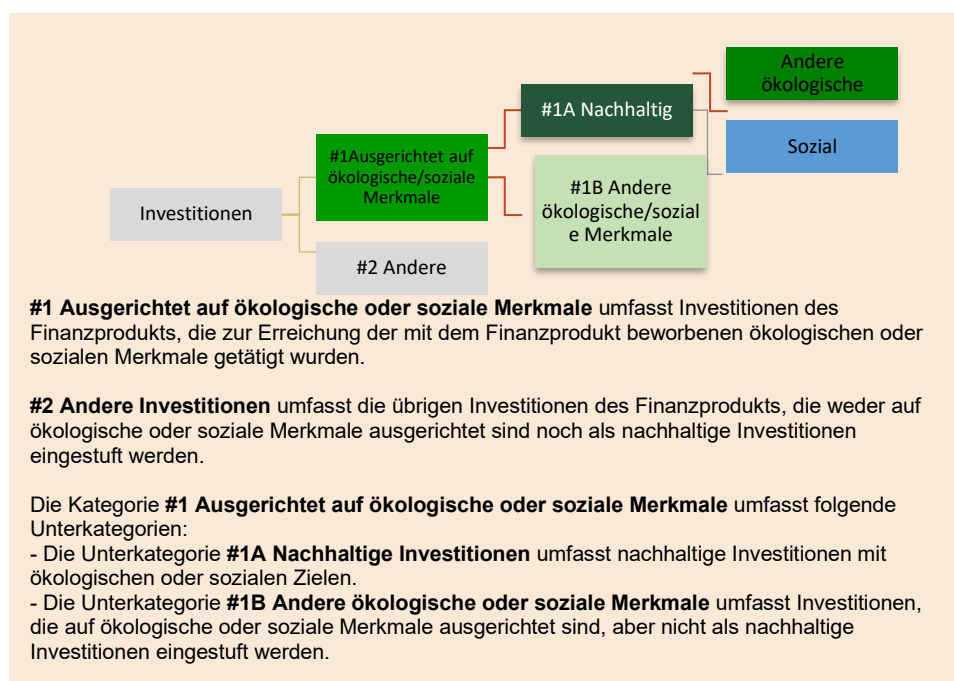 Andere
ökologische
#1A Nachhaltig
Sozial
#1Ausgerichtet auf
ökologische/soziale
Merkmale
#1B Andere
ökologische/sozial
e Merkmale
Investitionen
#2 Andere
#1 Ausgerichtet auf ökologische oder soziale Merkmale umfasst Investitionen des
Finanzprodukts, die zur Erreichung der mit dem Finanzprodukt beworbenen ökologischen oder
sozialen Merkmale getätigt wurden.
#2 Andere Investitionen umfasst die übrigen Investitionen des Finanzprodukts, die weder auf
ökologische oder soziale Merkmale ausgerichtet sind noch als nachhaltige Investitionen
eingestuft werden.
Die Kategorie #1 Ausgerichtet auf ökologische oder soziale Merkmale umfasst folgende
Unterkategorien:
- Die Unterkategorie #1A Nachhaltige Investitionen umfasst nachhaltige Investitionen mit
ökologischen oder sozialen Zielen.
- Die Unterkategorie #1B Andere ökologische oder soziale Merkmale umfasst Investitionen,
die auf ökologische oder soziale Merkmale ausgerichtet sind, aber nicht als nachhaltige
Investitionen eingestuft werden.